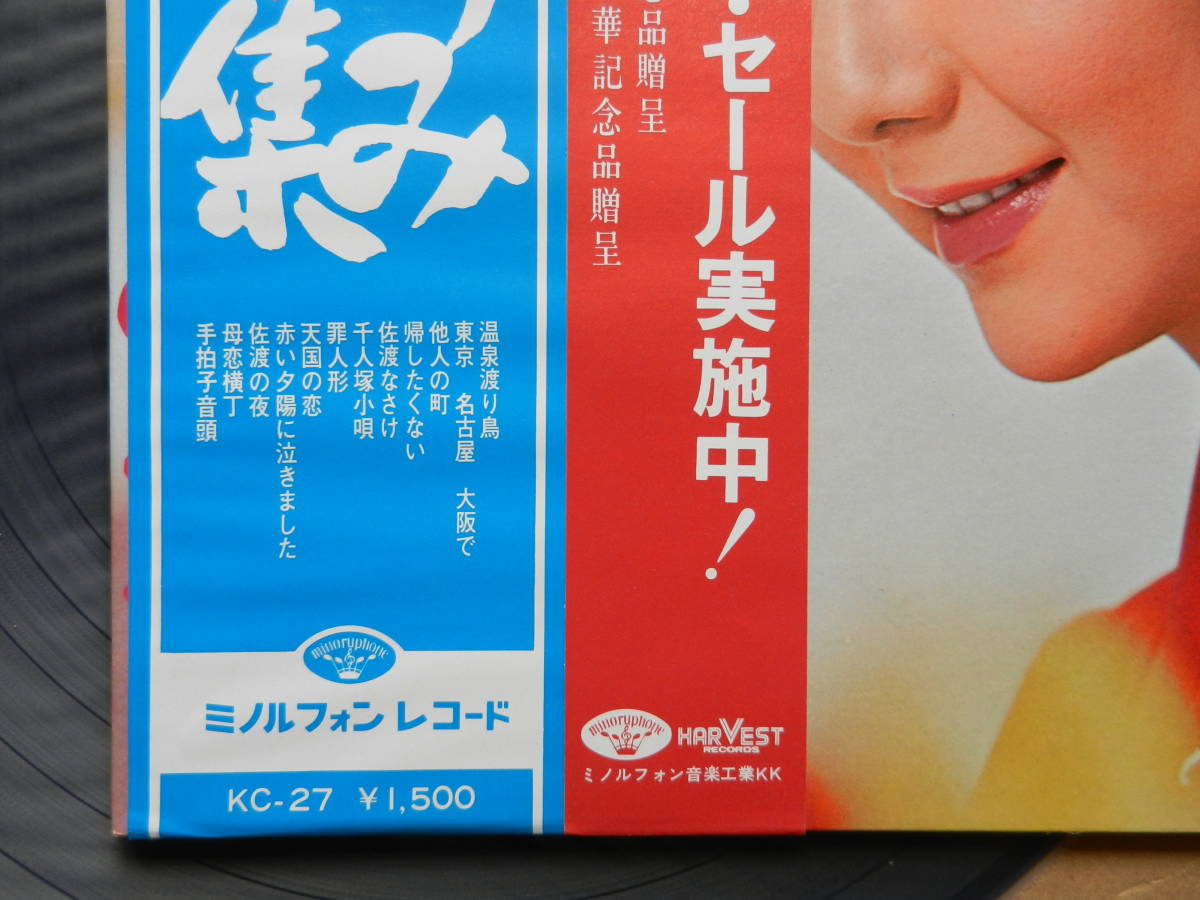 ・セール実施中!
品贈呈
華記念品贈呈
み
集
温泉渡り鳥
東京 名古屋 大阪で
他人の町
帰したくない
佐渡なさけ
千人塚小唄
罪人形
天国の恋
赤い夕陽に泣きました
佐渡の夜
母恋横丁
手拍子音頭
minoryphone
ミノルフォン レコード
KC-27 ¥1,500
minoryphone
HARVEST
RECORDS
ミノルフォン音楽工業KK